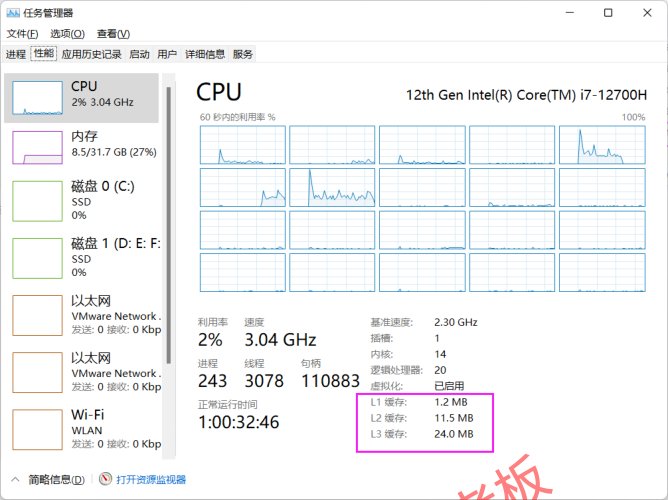 任务管理器
文件(F) 选项(O) 查看(V)
进程 性能 应用历史记录 启动 用户 详细信息 服务
CPU
2% 3.04 GHz
内存
8.5/31.7 GB (27%)
磁盘 0 (C:)
SSD
0%
磁盘 1 (D: E: F:
SSD
0%
以太网
VMware Network .
发送: 0 接收: 0 Kbp
以太网
VMware Network .
发送: 0 接收: 0 Kbp
Wi-Fi
WLAN
发送: 0 接收: 0 Kbp
CPU 12th Gen Intel(R) Core(TM) i7-12700H
60 秒内的利用率 % 100%
利用率 速度
2% 3.04 GHz
进程 线程 句柄
243 3078 110883
正常运行时间
1:00:32:46
基准速度: 2.30 GHz
插槽: 1
内核: 14
逻辑处理器: 20
虚拟化: 已启用
L1 缓存: 1.2 MB
L2 缓存: 11.5 MB
L3 缓存: 24.0 MB
简略信息(D) 打开资源监视器
老板